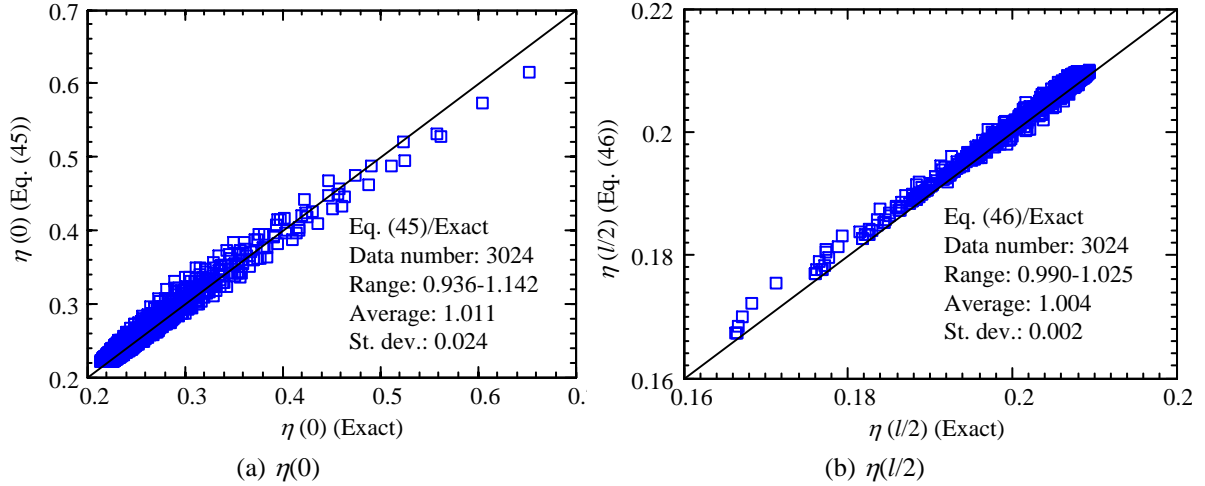 0.7
0.6
0.5
0.4
0.3
0.2
η (0) (Eq. (45))
Eq. (45)/Exact
Data number: 3024
Range: 0.936-1.142
Average: 1.011
St. dev.: 0.024
0.2 0.3 0.4 0.5 0.6 0.
η (0) (Exact)
(a) η(0)
0.22
0.2
0.18
0.16
η (l/2) (Eq. (46))
Eq. (46)/Exact
Data number: 3024
Range: 0.990-1.025
Average: 1.004
St. dev.: 0.002
0.16 0.18 0.2 0.2
η (l/2) (Exact)
(b) η(l/2)